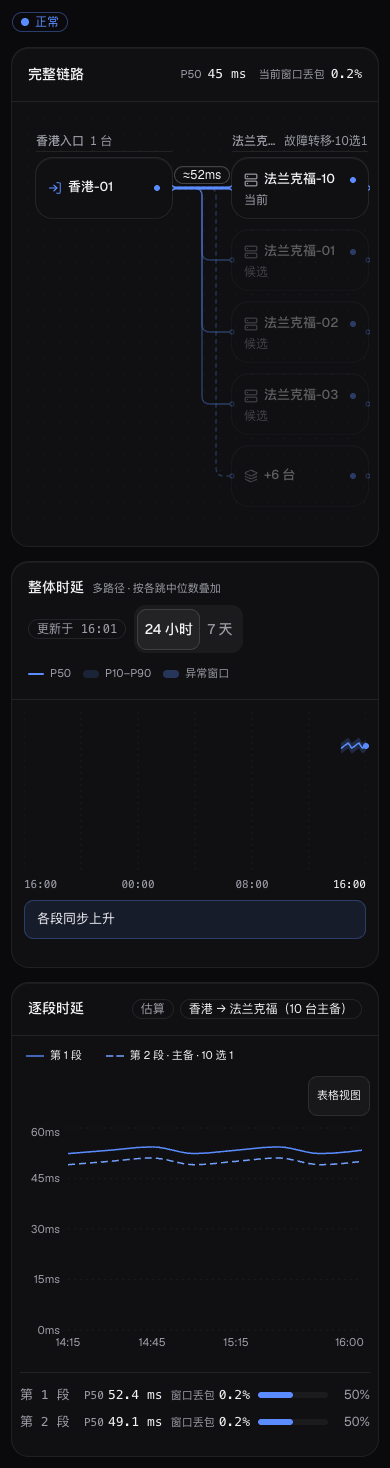 正常
完整链路 P50 45 ms 当前窗口丢包 0.2%
香港入口 1 台 法兰克... 故障转移·10选1
香港-01 ≈52ms 法兰克福-10
当前
法兰克福-01
候选
法兰克福-02
候选
法兰克福-03
候选
+6 台
整体时延 多路径 · 按各跳中位数叠加
更新于 16:01 24 小时 7 天
P50 P10–P90 异常窗口
16:00 00:00 08:00 16:00
各段同步上升
逐段时延 估算 香港 → 法兰克福（10 台主备）
第 1 段 第 2 段 · 主备 · 10 选 1
表格视图
60ms
45ms
30ms
15ms
0ms
14:15 14:45 15:15 16:00
第 1 段 P50 52.4 ms 窗口丢包 0.2% 50%
第 2 段 P50 49.1 ms 窗口丢包 0.2% 50%